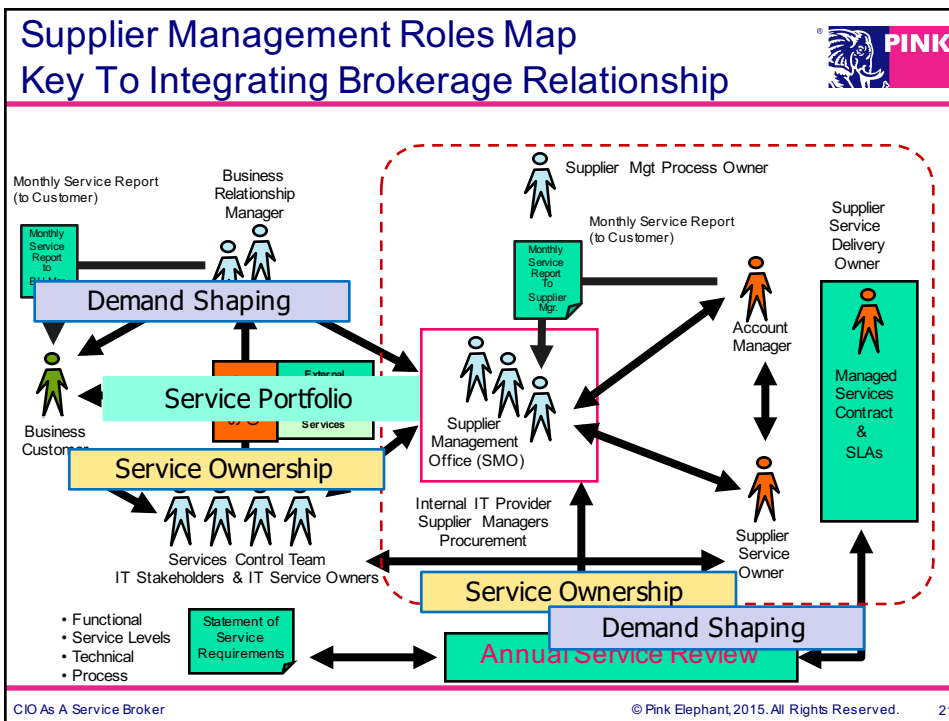 Supplier Management Roles Map
Key To Integrating Brokerage Relationship
®
PINK
Monthly Service Report
(to Customer)
Business
Relationship
Manager
Supplier Mgt Process Owner
Monthly Service Report
(to Customer)
Supplier
Service
Delivery
Owner
Monthly
Service
Report
to
Monthly
Service
Report
To
Supplier
Mgr.
Demand Shaping
Account
Manager
Managed
Services
Contract
&
SLAs
External
Service Portfolio
Services
Business
Customer
Supplier
Management
Office (SMO)
Service Ownership
Internal IT Provider
Supplier Managers
Procurement
Supplier
Service
Owner
Services Control Team
IT Stakeholders & IT Service Owners
Service Ownership
Demand Shaping
• Functional
• Service Levels
• Technical
• Process
Statement of
Service
Requirements
Annual Service Review
CIO As A Service Broker
© Pink Elephant, 2015. All Rights Reserved.